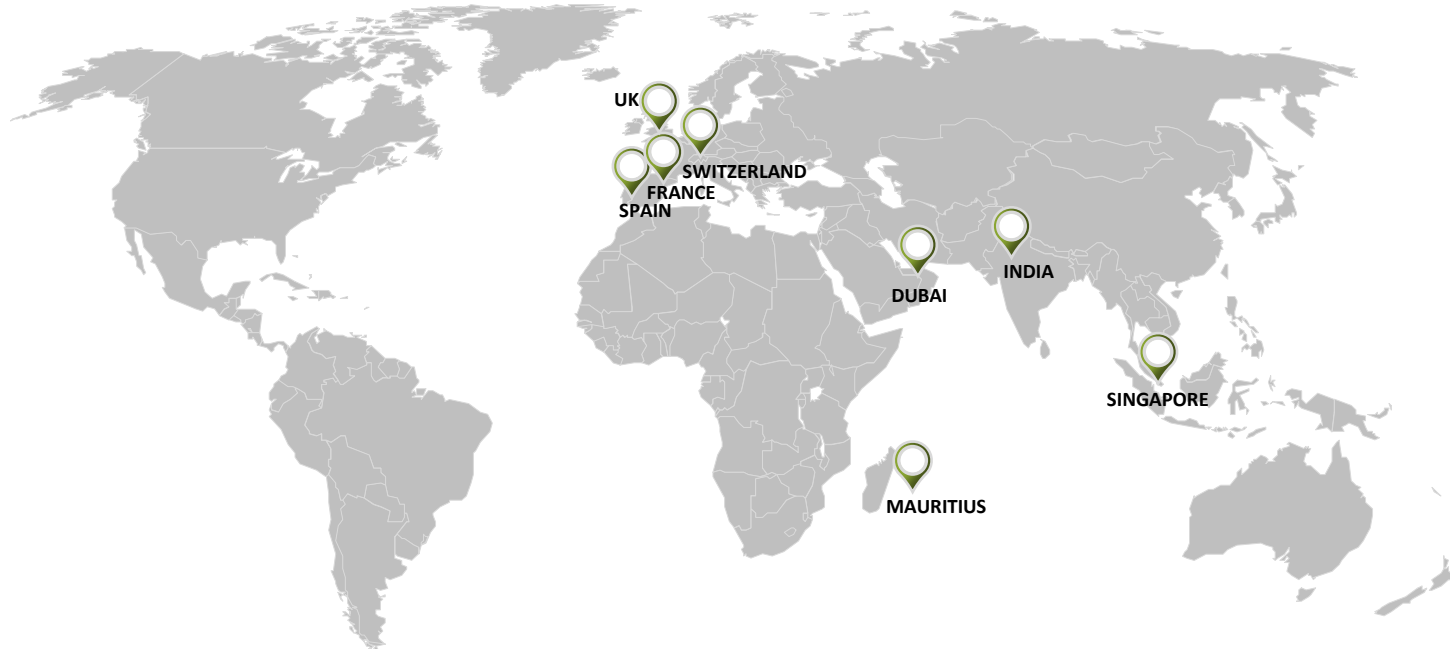 UK
SWITZERLAND
FRANCE
SPAIN
INDIA
DUBAI
SINGAPORE
MAURITIUS